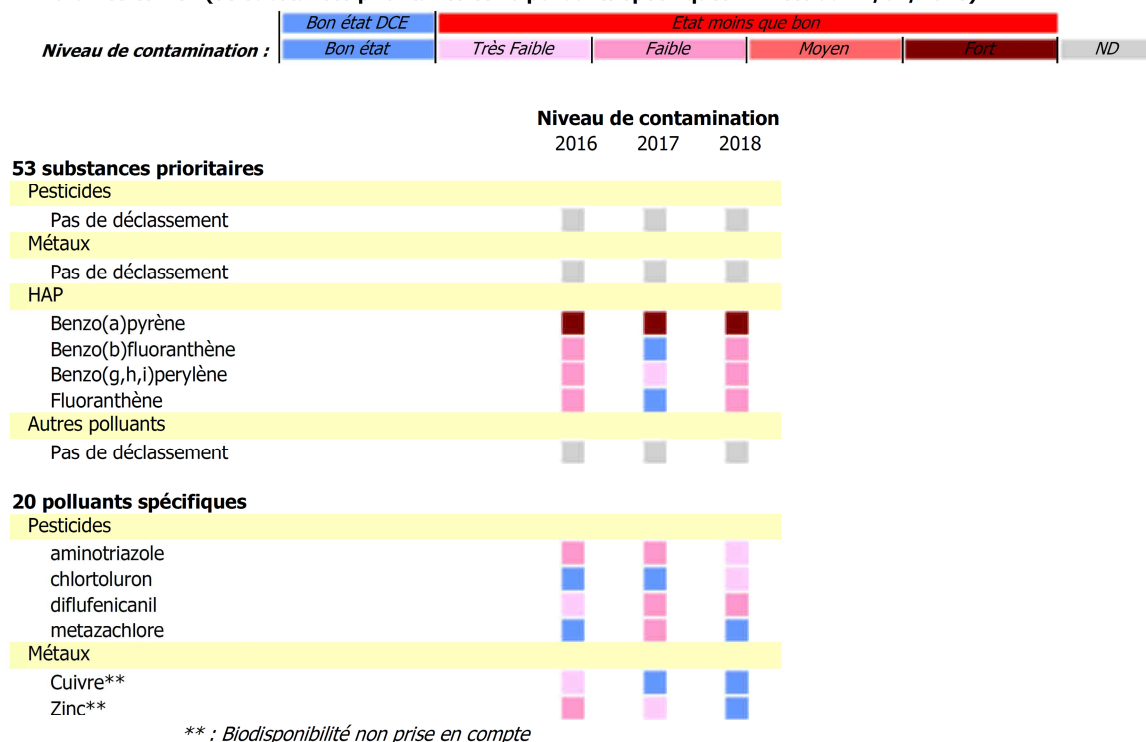 Bon état DCE Etat moins que bon
Niveau de contamination : Bon état Très Faible Faible Moyen Fort ND
Niveau de contamination
2016 2017 2018
53 substances prioritaires
Pesticides
Pas de déclassement
Métaux
Pas de déclassement
HAP
Benzo(a)pyrène
Benzo(b)fluoranthène
Benzo(g,h,i)perylène
Fluoranthène
Autres polluants
Pas de déclassement
20 polluants spécifiques
Pesticides
aminotriazole
chlortoluron
diflufenicanil
metazachlore
Métaux
Cuivre**
Zinc**
** : Biodisponibilité non prise en compte